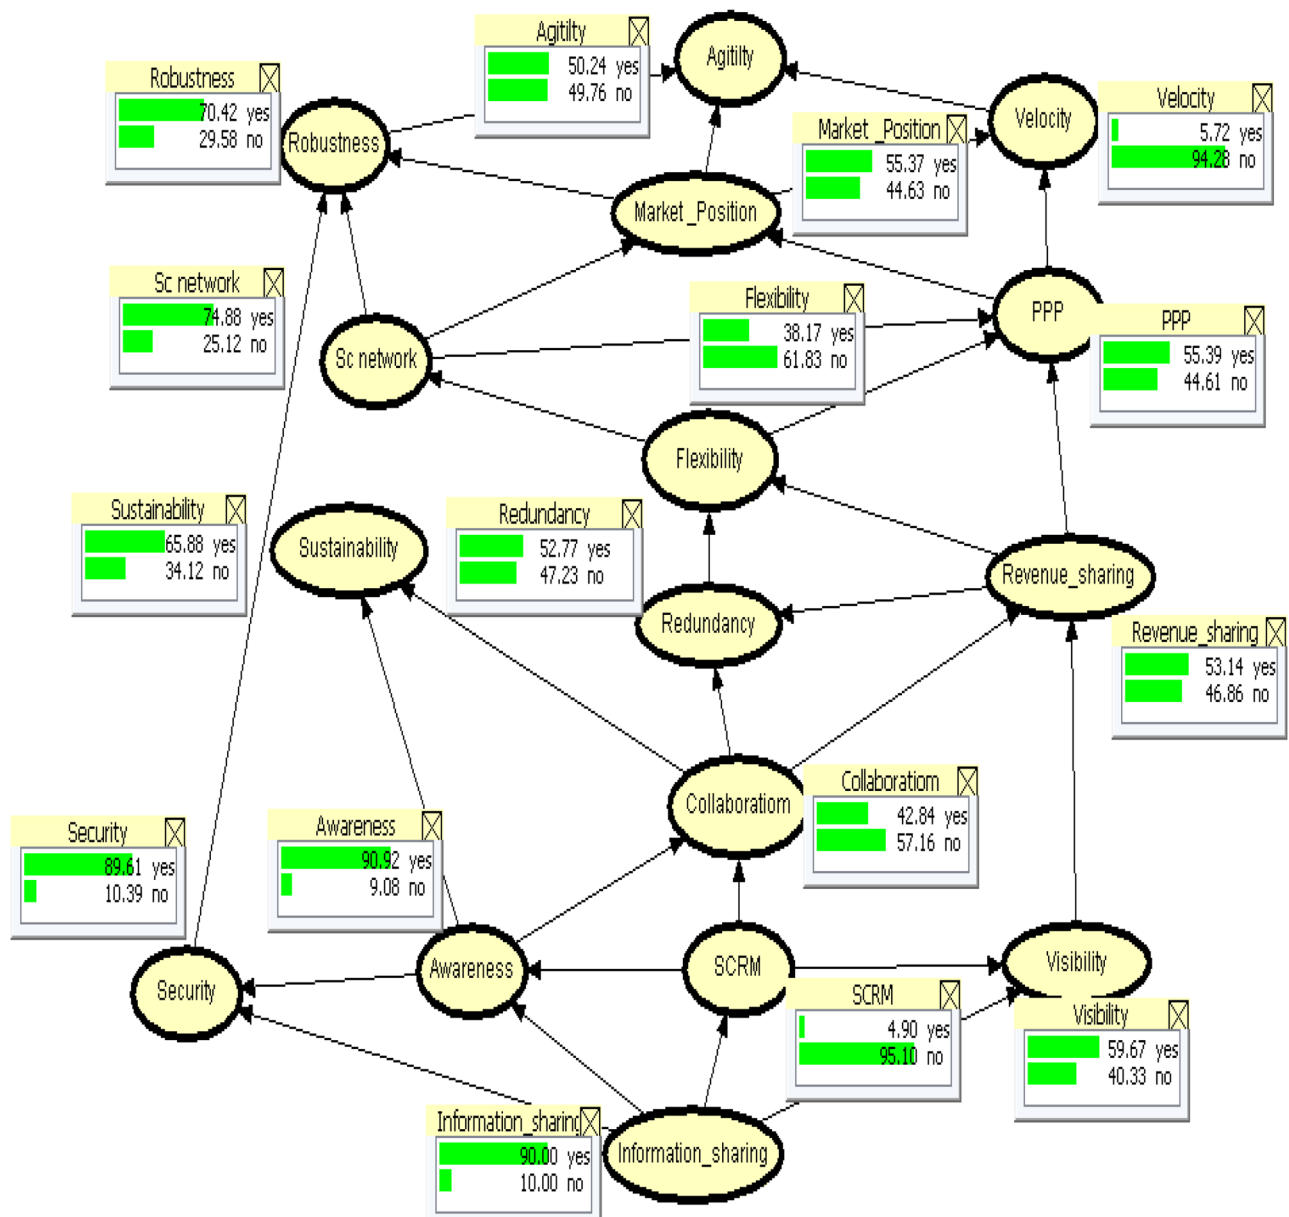 Agitilty
50.24 yes
49.76 no
Agitilty
Robustness
70.42 yes
29.58 no
Robustness
Velocity
Velocity
5.72 yes
94.28 no
Market _Position
55.37 yes
44.63 no
Market _Position
Sc network
74.88 yes
25.12 no
Sc network
Flexibility
38.17 yes
61.83 no
PPP
PPP
55.39 yes
44.61 no
Flexibility
Sustainability
65.88 yes
34.12 no
Sustainability
Redundancy
52.77 yes
47.23 no
Redundancy
Revenue_sharing
Revenue_sharing
53.14 yes
46.86 no
Collaboratiom
Collaboratiom
42.84 yes
57.16 no
Security
89.61 yes
10.39 no
Awareness
90.92 yes
9.08 no
Security
Awareness
SCRM
Visibility
SCRM
4.90 yes
95.10 no
Visibility
59.67 yes
40.33 no
Information_sharing
90.00 yes
10.00 no
Information_sharing